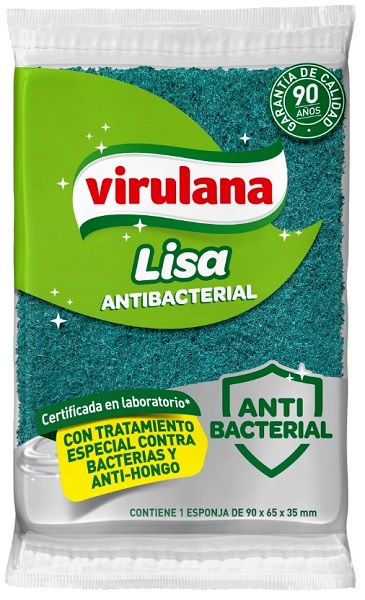 GARANTÍA DE CALIDAD
90
AÑOS
virulana
Lisa
ANTIBACTERIAL
Certificada en laboratorio*
CON TRATAMIENTO
ESPECIAL CONTRA
BACTERIAS Y
ANTI-HONGO
ANTI
BACTERIAL
CONTIENE 1 ESPONJA DE 90 x 65 x 35 mm